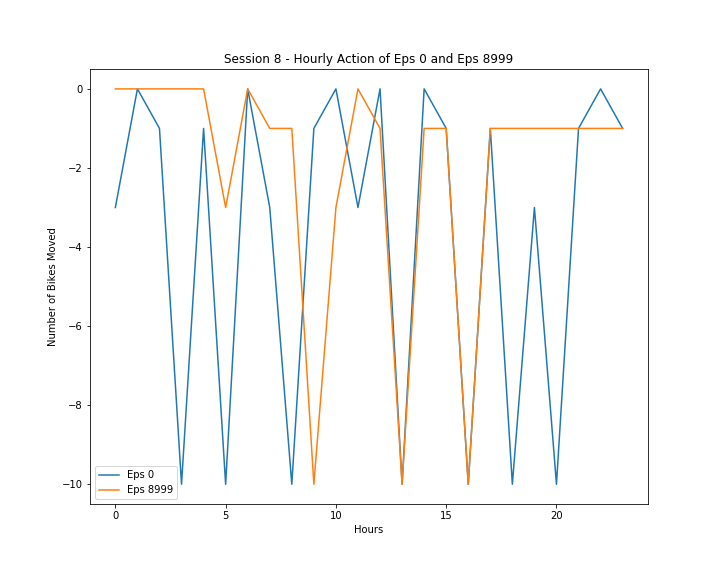 Session 8 - Hourly Action of Eps 0 and Eps 8999
Number of Bikes Moved
0
−2
−4
−6
−8
−10
Eps 0
Eps 8999
0 5 10 15 20
Hours